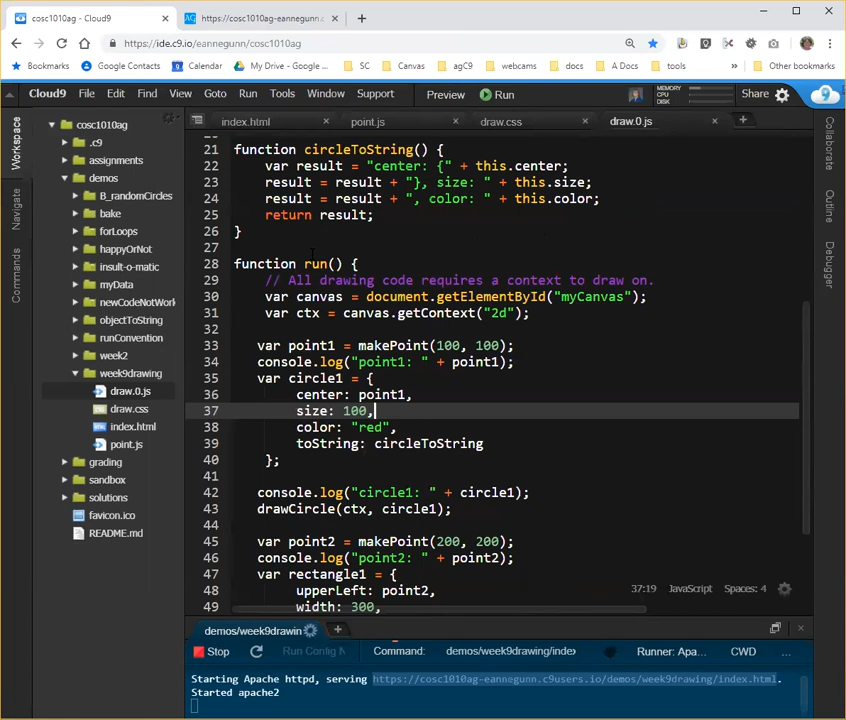 cosc1010ag - Cloud9
https://cosc1010ag-eannegunn.c
https://ide.c9.io/eannegunn/cosc1010ag
Bookmarks Google Contacts Calendar My Drive - Google ... SC Canvas agC9 webcams docs A Docs tools » Other bookmarks
Cloud9 File Edit Find View Goto Run Tools Window Support Preview Run MEMORY CPU DISK Share
Workspace
Navigate
Commands
cosc1010ag
.c9
assignments
demos
B_randomCircles
bake
forLoops
happyOrNot
insult-o-matic
myData
newCodeNotWork
objectToString
runConvention
week2
week9drawing
draw.0.js
draw.css
index.html
point.js
grading
sandbox
solutions
favicon.ico
README.md
index.html point.js draw.css draw.0.js
21 function circleToString() {
22 var result = "center: {" + this.center;
23 result = result + "}, size: " + this.size;
24 result = result + ", color: " + this.color;
25 return result;
26 }
27
28 function run() {
29 // All drawing code requires a context to draw on.
30 var canvas = document.getElementById("myCanvas");
31 var ctx = canvas.getContext("2d");
32
33 var point1 = makePoint(100, 100);
34 console.log("point1: " + point1);
35 var circle1 = {
36 center: point1,
37 size: 100,
38 color: "red",
39 toString: circleToString
40 };
41
42 console.log("circle1: " + circle1);
43 drawCircle(ctx, circle1);
44
45 var point2 = makePoint(200, 200);
46 console.log("point2: " + point2);
47 var rectangle1 = {
48 upperLeft: point2,
49 width: 300,
37:19 JavaScript Spaces: 4
Collaborate
Outline
Debugger
demos/week9drawin
Stop Run Config N Command: demos/week9drawing/index Runner: Apa... CWD ...
Starting Apache httpd, serving https://cosc1010ag-eannegunn.c9users.io/demos/week9drawing/index.html.
Started apache2